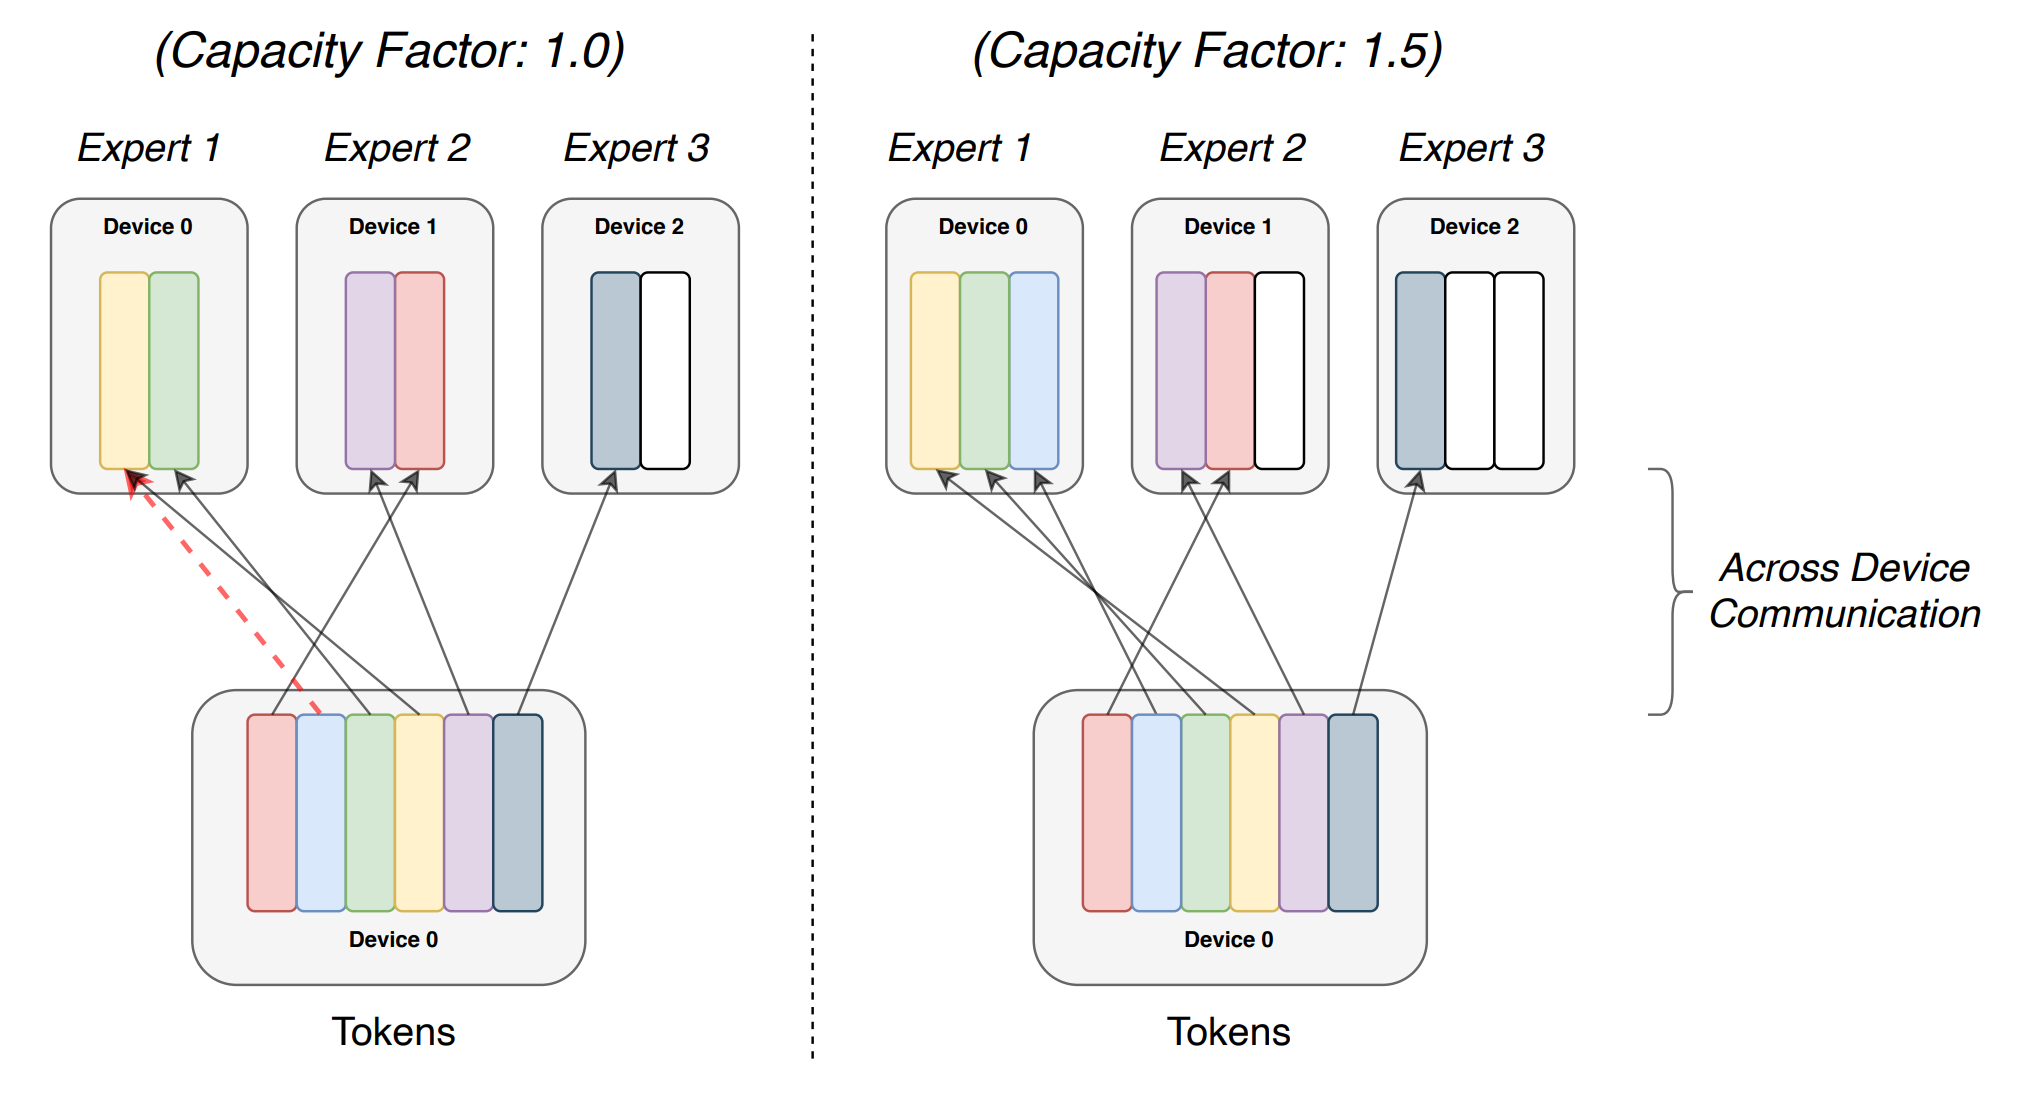 (Capacity Factor: 1.0)
Expert 1
Expert 2
Expert 3
Device 0
Device 1
Device 2
Device 0
Tokens
(Capacity Factor: 1.5)
Expert 1
Expert 2
Expert 3
Device 0
Device 1
Device 2
Device 0
Tokens
Across Device
Communication